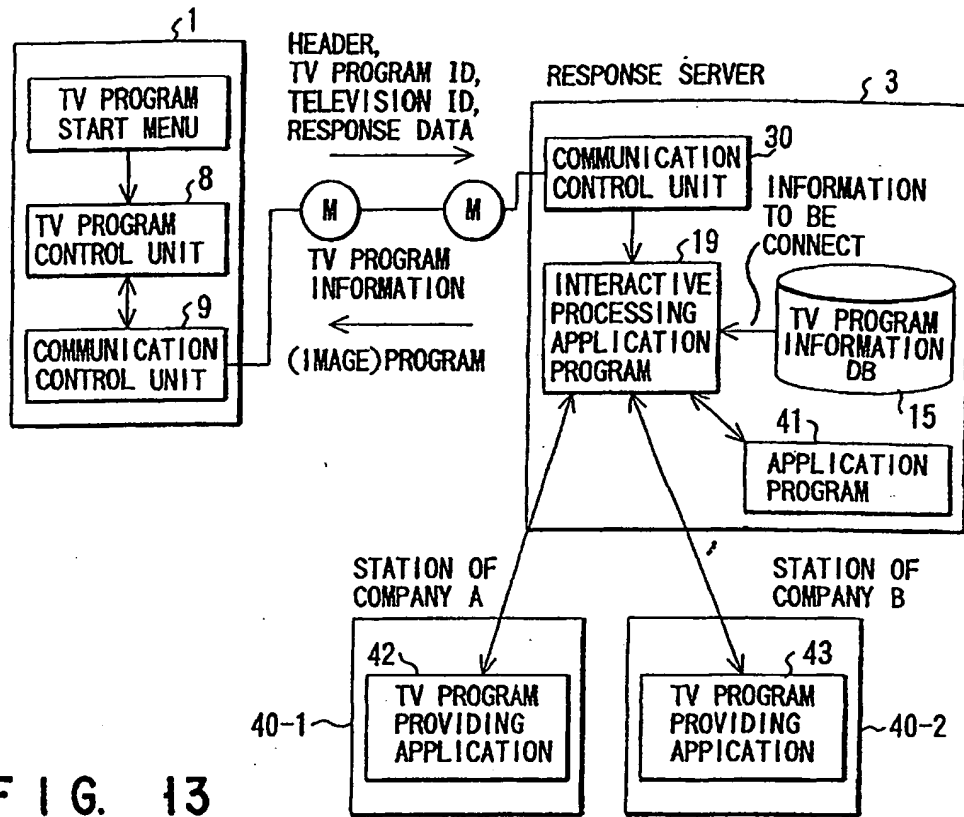 1
TV PROGRAM
START MENU
8
TV PROGRAM
CONTROL UNIT
9
COMMUNICATION
CONTROL UNIT
HEADER,
TV PROGRAM ID,
TELEVISION ID,
RESPONSE DATA
M
M
TV PROGRAM
INFORMATION
(IMAGE)PROGRAM
RESPONSE SERVER
3
COMMUNICATION
CONTROL UNIT
30
INFORMATION
TO BE
CONNECT
19
INTERACTIVE
PROCESSING
APPLICATION
PROGRAM
TV PROGRAM
INFORMATION
DB
15
41
APPLICATION
PROGRAM
STATION OF
COMPANY A
42
TV PROGRAM
PROVIDING
APPLICATION
40-1
STATION OF
COMPANY B
43
TV PROGRAM
PROVIDING
APPICATION
40-2
FIG. 13